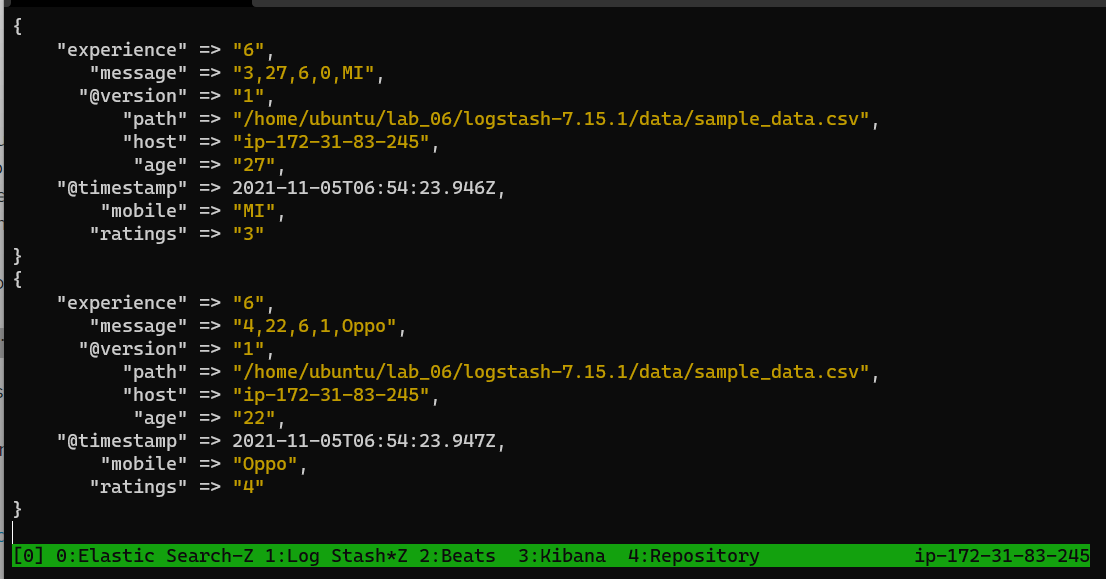 {
    "experience" => "6",
       "message" => "3,27,6,0,MI",
      "@version" => "1",
          "path" => "/home/ubuntu/lab_06/logstash-7.15.1/data/sample_data.csv",
          "host" => "ip-172-31-83-245",
           "age" => "27",
    "@timestamp" => 2021-11-05T06:54:23.946Z,
        "mobile" => "MI",
       "ratings" => "3"
}
{
    "experience" => "6",
       "message" => "4,22,6,1,Oppo",
      "@version" => "1",
          "path" => "/home/ubuntu/lab_06/logstash-7.15.1/data/sample_data.csv",
          "host" => "ip-172-31-83-245",
           "age" => "22",
    "@timestamp" => 2021-11-05T06:54:23.947Z,
        "mobile" => "Oppo",
       "ratings" => "4"
}
[0] 0:Elastic Search-Z 1:Log Stash*Z 2:Beats  3:Kibana  4:Repository ip-172-31-83-245